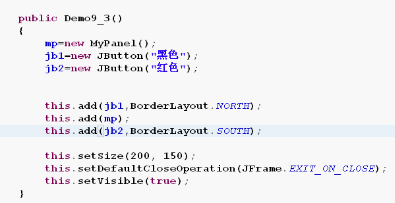 public Demo9_3()
{
mp=new MyPanel();
jb1=new JButton("黑色");
jb2=new JButton("红色");
this.add(jb1,BorderLayout.NORTH);
this.add(mp);
this.add(jb2,BorderLayout.SOUTH);
this.setSize(200, 150);
this.setDefaultCloseOperation(JFrame.EXIT_ON_CLOSE);
this.setVisible(true);
}